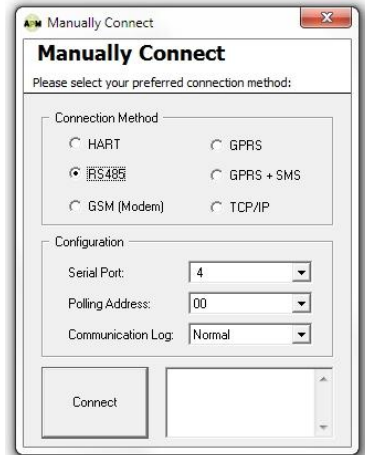 APM Manually Connect
Manually Connect
Please select your preferred connection method:
Connection Method
HART GPRS
RS485 GPRS + SMS
GSM (Modem) TCP/IP
Configuration
Serial Port: 4
Polling Address: 00
Communication Log: Normal
Connect